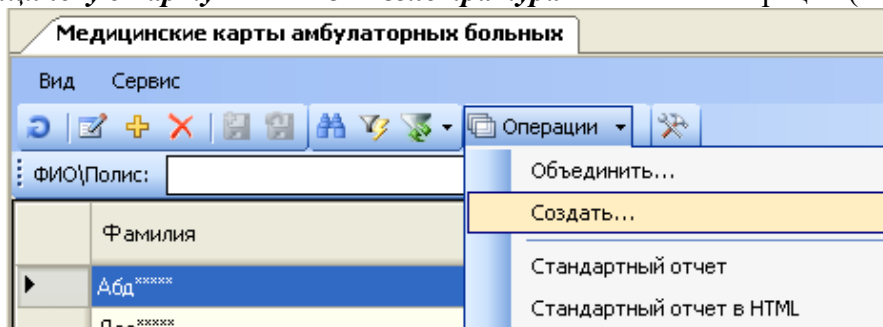 Медицинские карты амбулаторных больных
Вид Сервис
Операции
ФИО\Полис:
Объединить...
Создать...
Фамилия
Стандартный отчет
Абд*****
Стандартный отчет в HTML